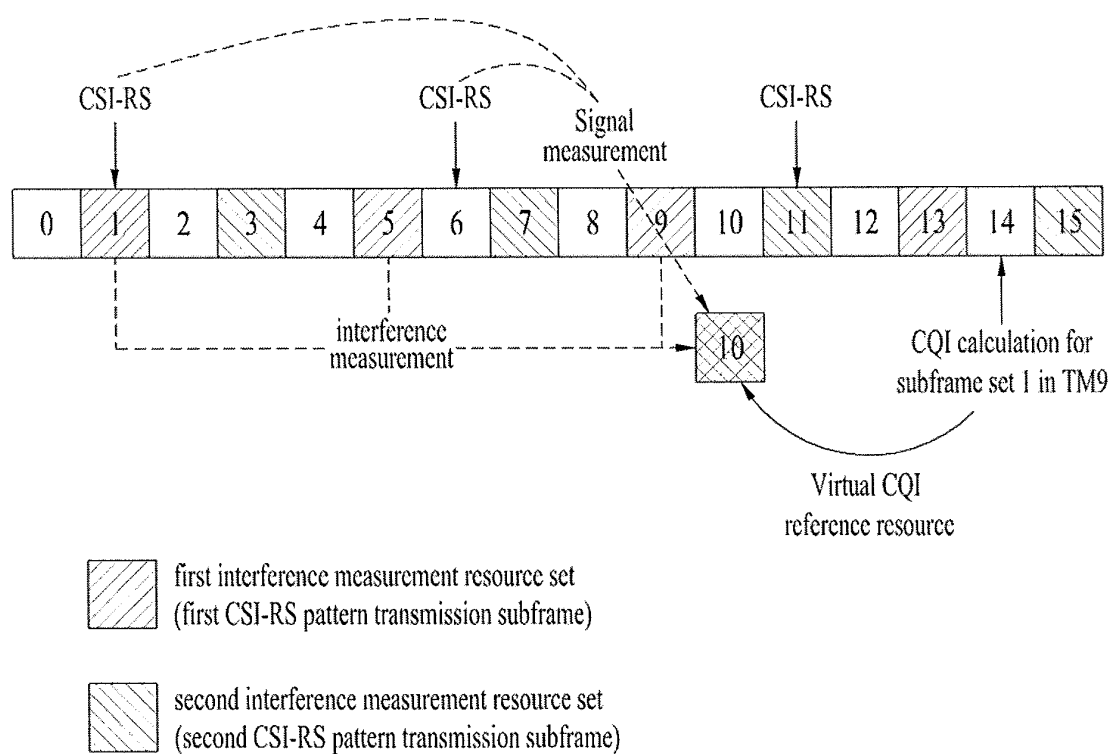 CSI-RS
CSI-RS
CSI-RS
Signal
measurement
0 1 2 3 4 5 6 7 8 9 10 11 12 13 14 15
interference
measurement
10
CQI calculation for
subframe set 1 in TM9
Virtual CQI
reference resource
first interference measurement resource set
(first CSI-RS pattern transmission subframe)
second interference measurement resource set
(second CSI-RS pattern transmission subframe)